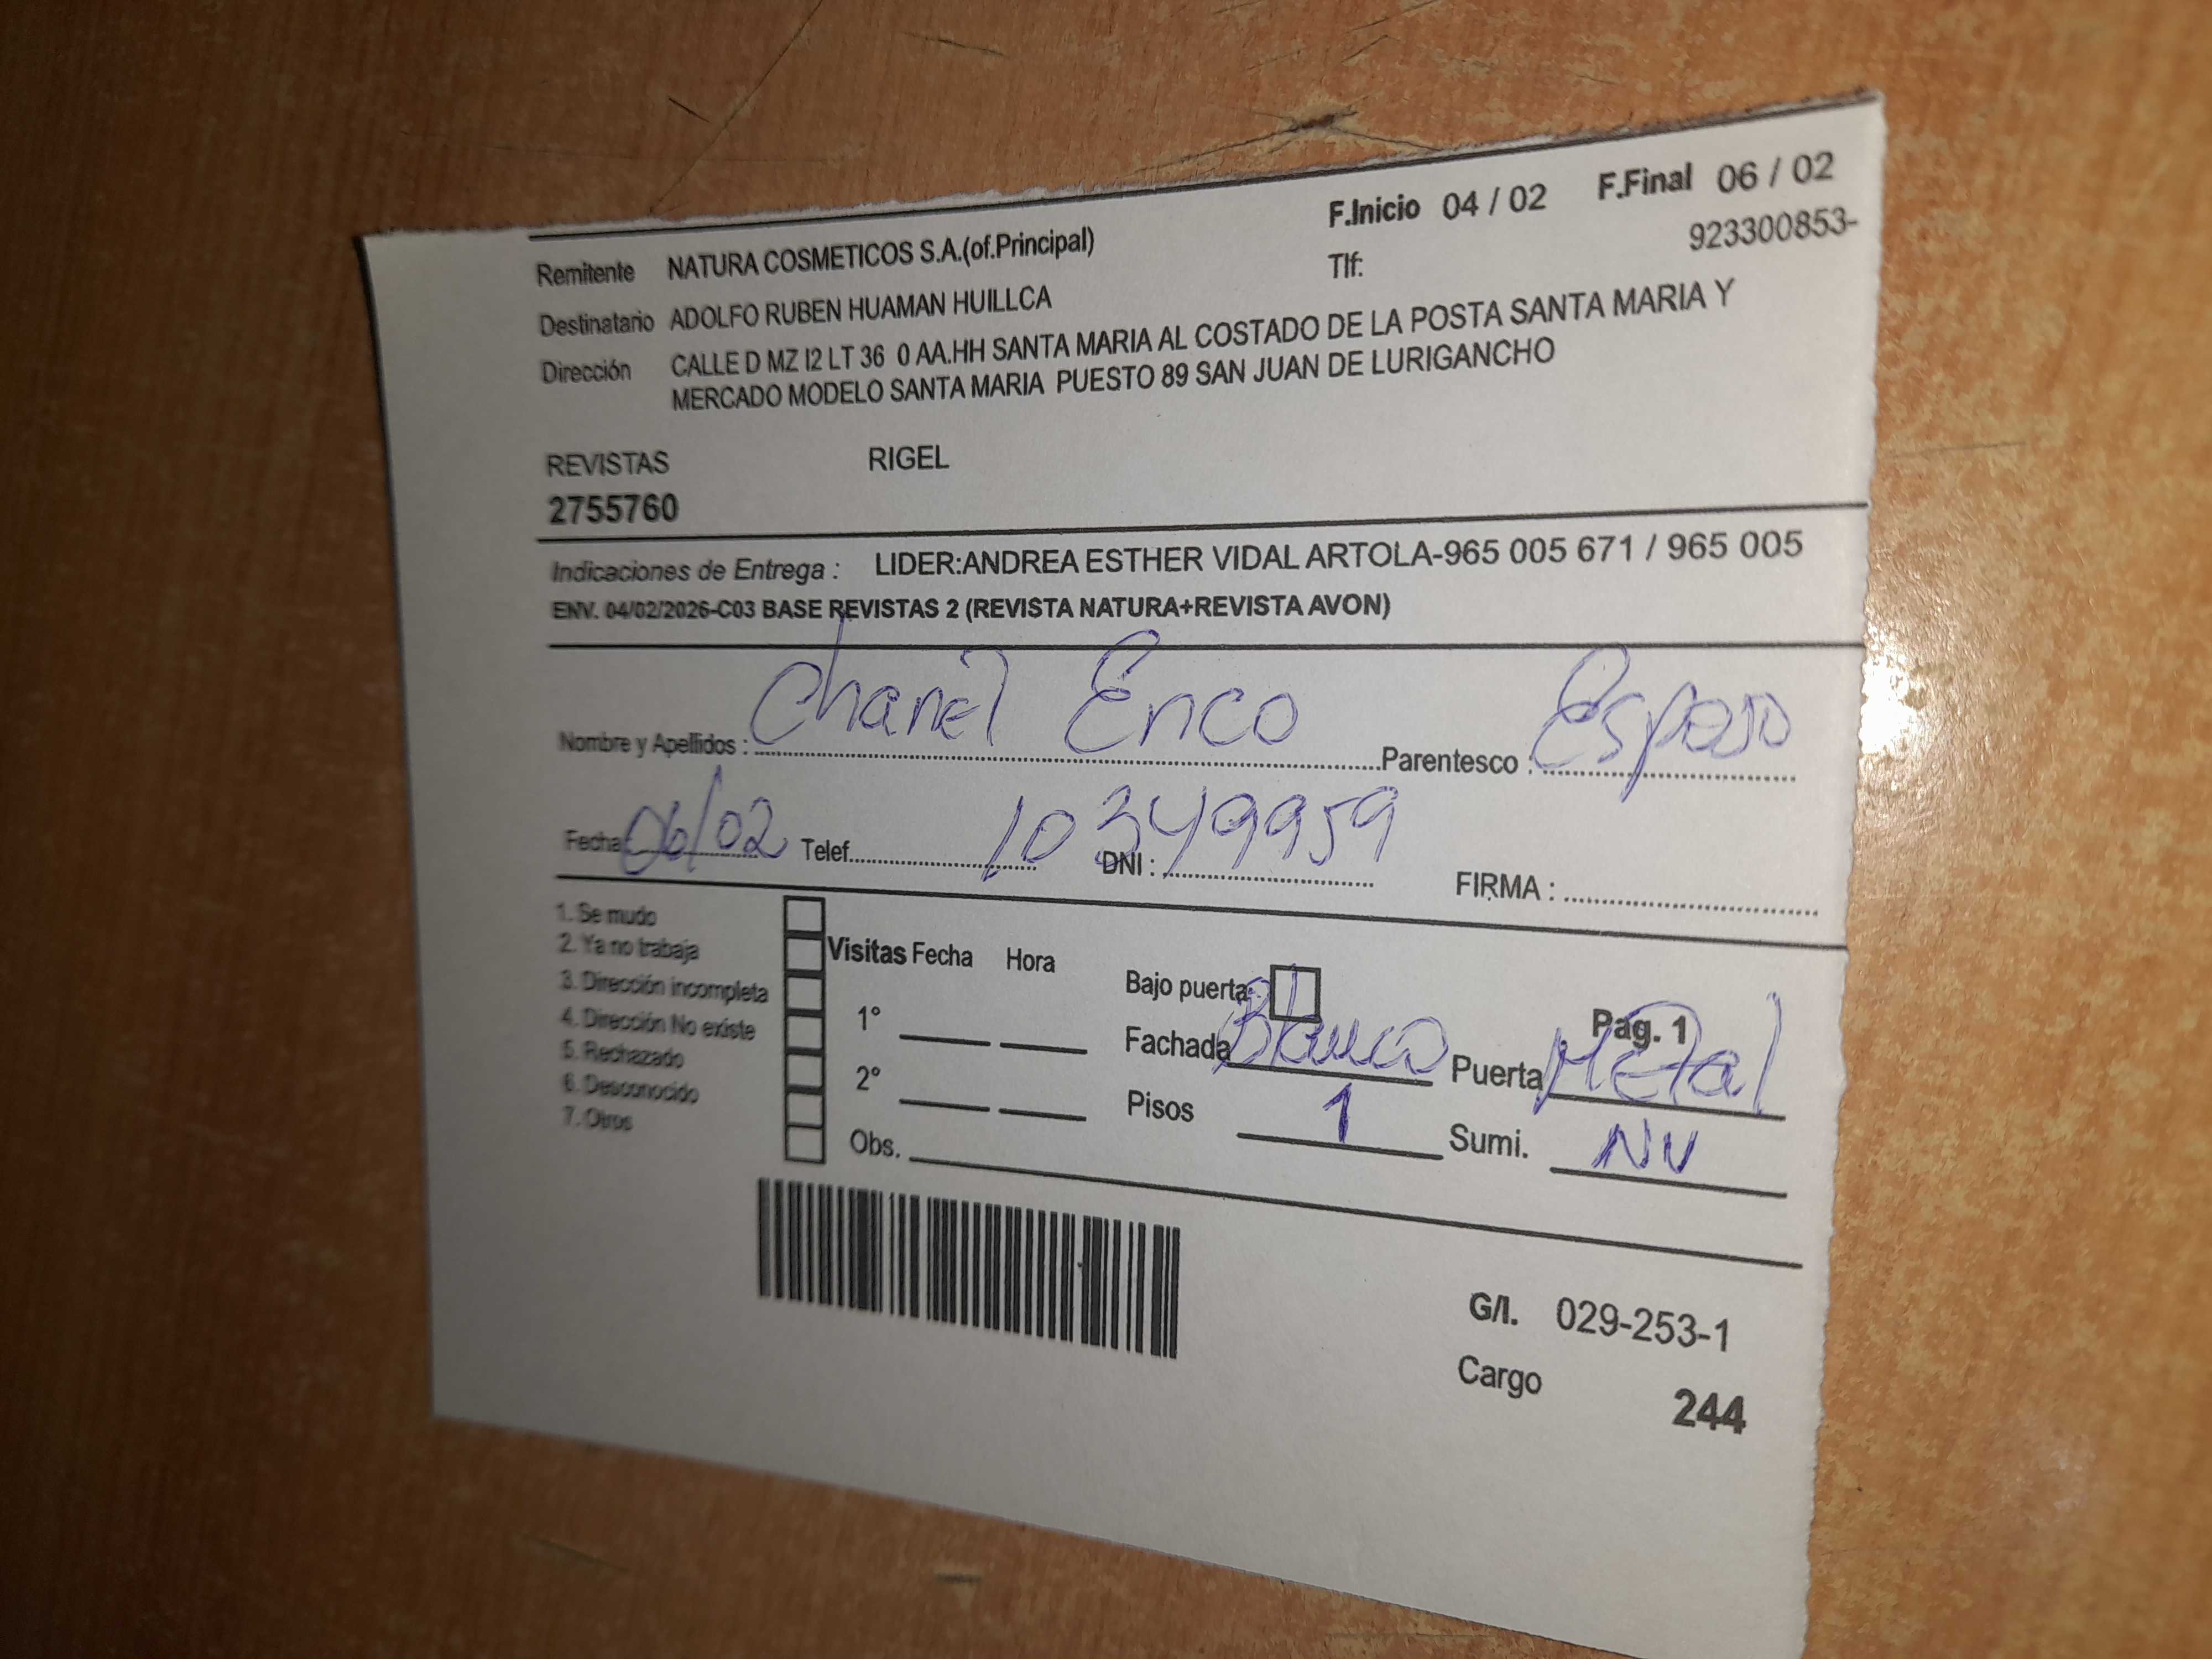 F.Inicio 04 / 02 F.Final 06 / 02
Remitente NATURA COSMETICOS S.A.(of.Principal) Tlf: 923300853-
Destinatario ADOLFO RUBEN HUAMAN HUILLCA
Dirección CALLE D MZ I2 LT 36 0 AA.HH SANTA MARIA AL COSTADO DE LA POSTA SANTA MARIA Y
MERCADO MODELO SANTA MARIA PUESTO 89 SAN JUAN DE LURIGANCHO
REVISTAS RIGEL
2755760
Indicaciones de Entrega : LIDER:ANDREA ESTHER VIDAL ARTOLA-965 005 671 / 965 005
ENV. 04/02/2026-C03 BASE REVISTAS 2 (REVISTA NATURA+REVISTA AVON)
Nombre y Apellidos : Chanel Enco Parentesco : Esposo
Fecha 06/02 Telef. DNI : 10349959 FIRMA :
1. Se mudo
2. Ya no trabaja
3. Dirección incompleta
4. Dirección No existe
5. Rechazado
6. Desconocido
7. Otros
Visitas Fecha Hora
1°
2°
Obs.
Bajo puerta Pag. 1
Fachada Blanco Puerta Metal
Pisos 1 Sumi. NV
G/I. 029-253-1
Cargo 244